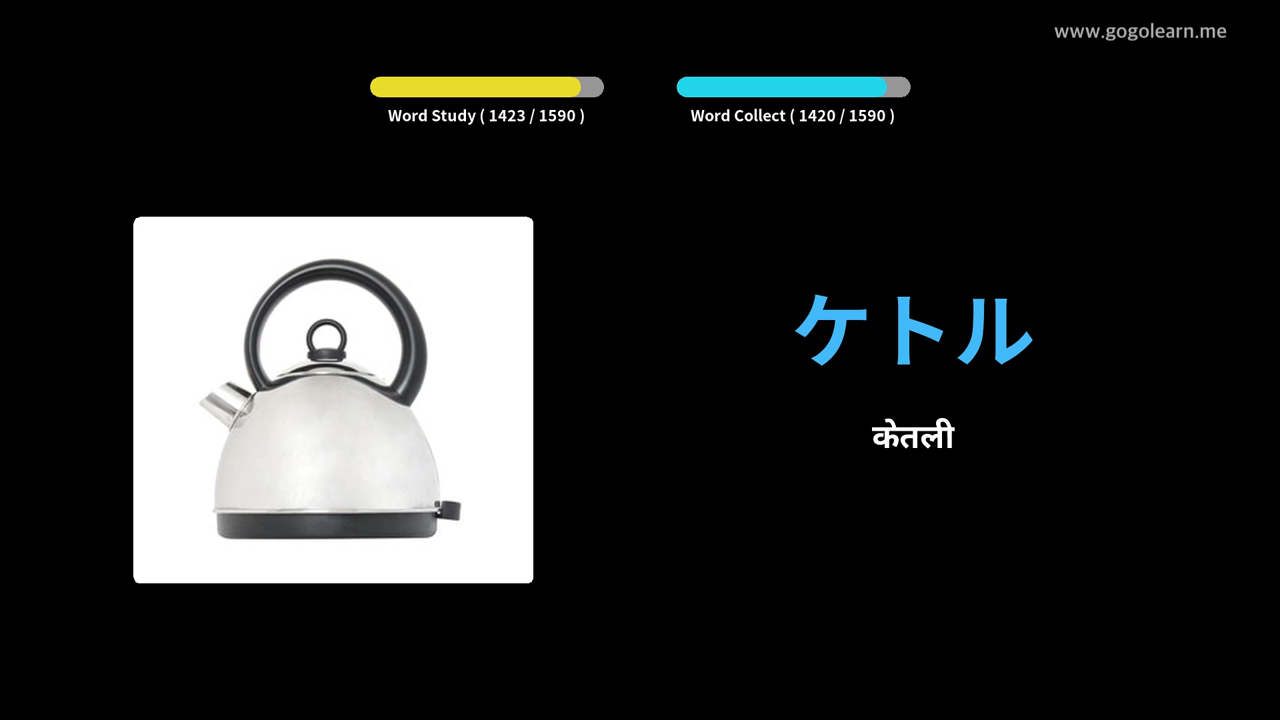 www.gogolearn.me
Word Study ( 1423 / 1590 )
Word Collect ( 1420 / 1590 )
ケトル
केतली